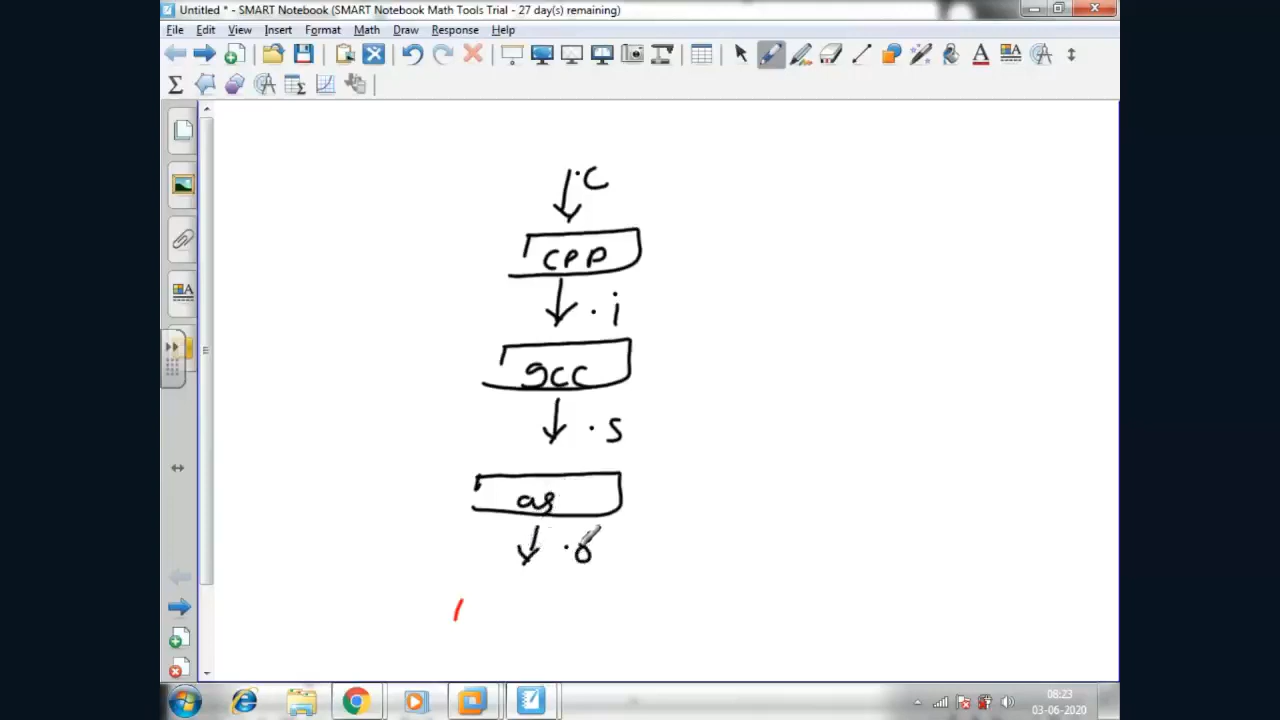 Untitled * - SMART Notebook (SMART Notebook Math Tools Trial - 27 day(s) remaining)
File Edit View Insert Format Math Draw Response Help
.C
cpp
.i
gcc
.s
as
.o
08:23
03-06-2020